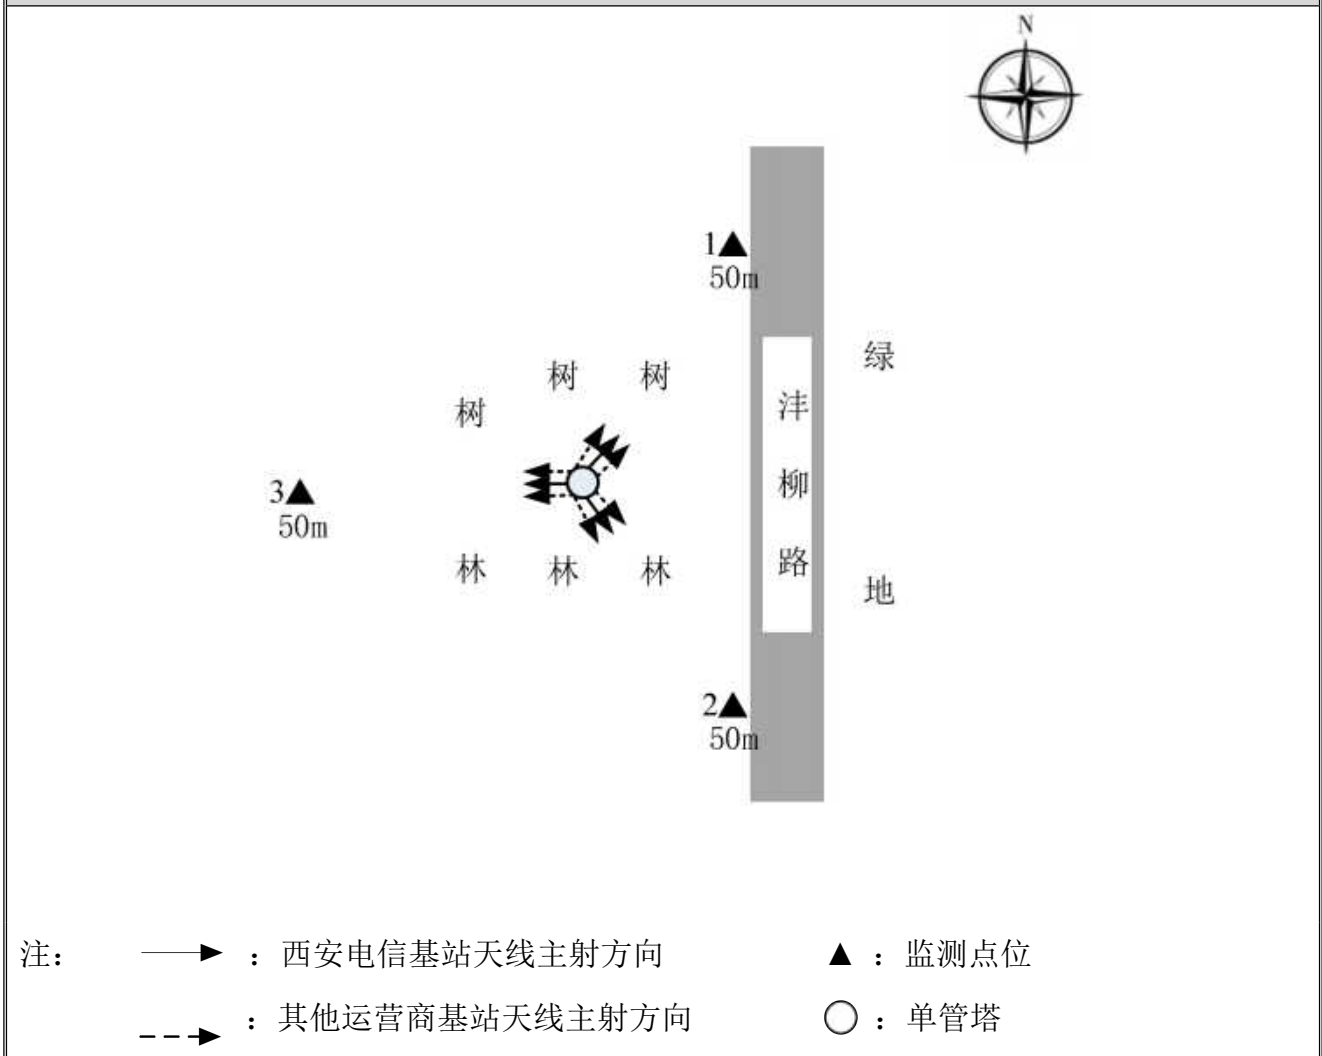 N
1▲
50m
绿
树 树
树
沣
柳
3▲
50m
路
林 林 林
地
2▲
50m
注： ：西安电信基站天线主射方向 ▲：监测点位
：其他运营商基站天线主射方向 ：单管塔